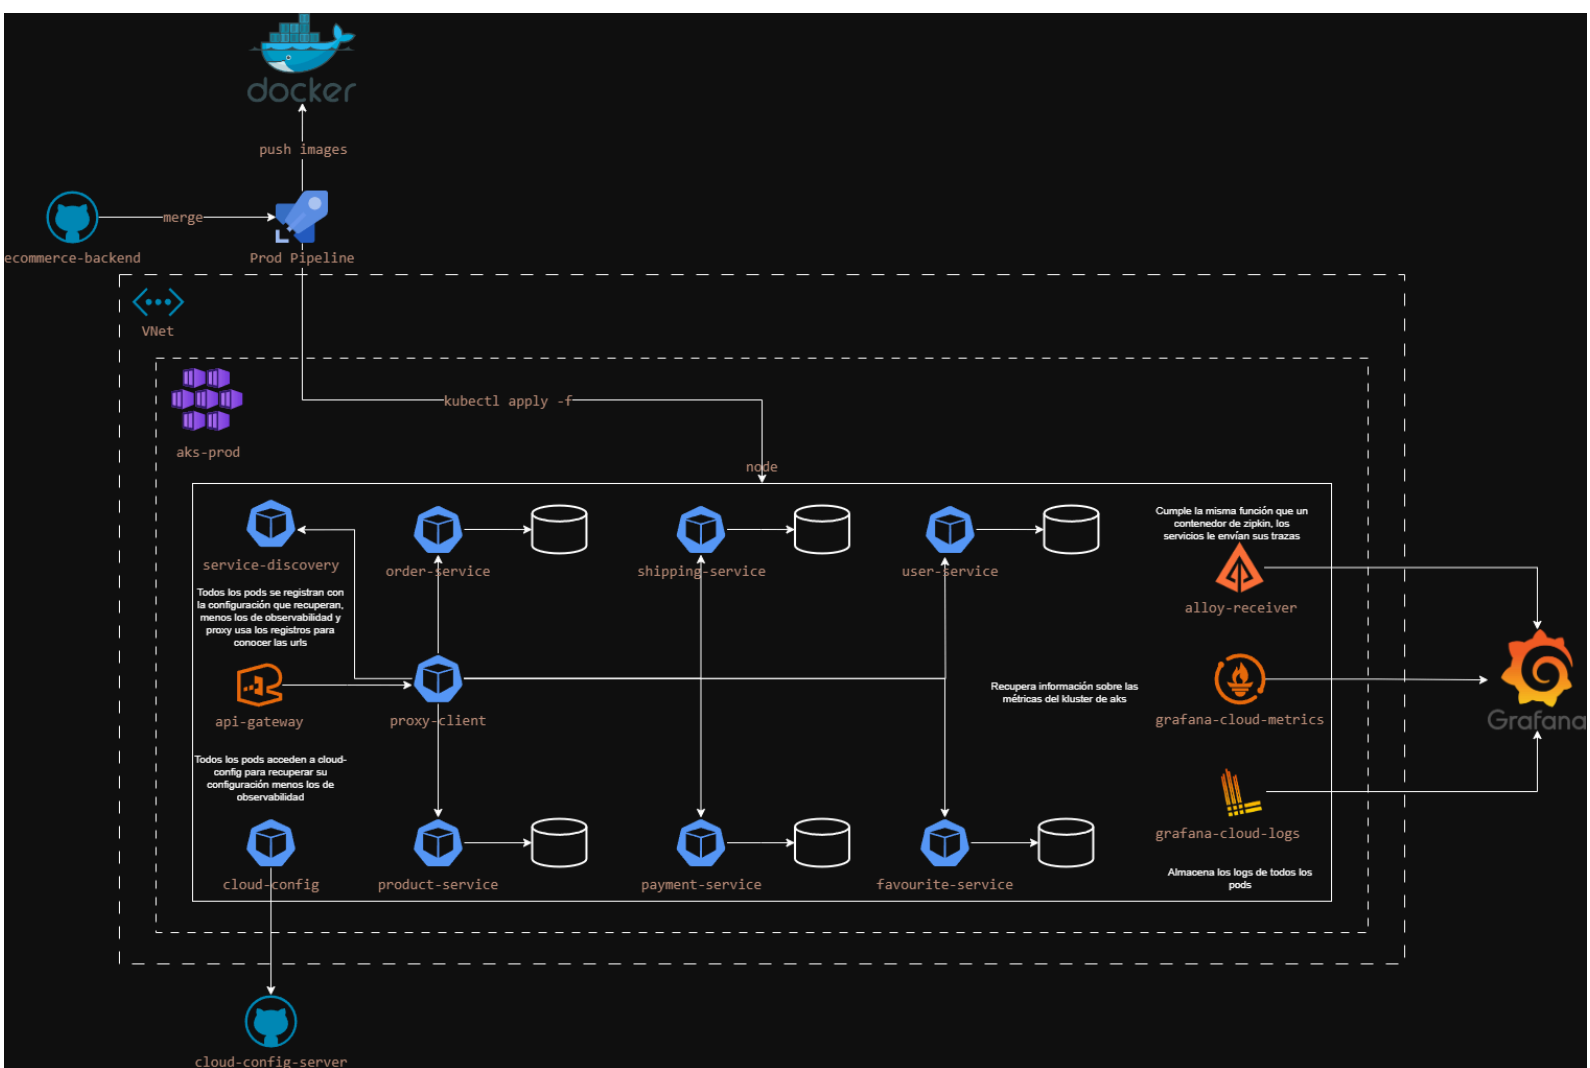 docker
push images
merge
ecommerce-backend
Prod Pipeline
VNet
kubectl apply -f
aks-prod
node
service-discovery
order-service
shipping-service
user-service
Cumple la misma función que un
contenedor de zipkin, los
servicios le envían sus trazas
alloy-receiver
Todos los pods se registran con
la configuración que recuperan,
menos los de observabilidad y
proxy usa los registros para
conocer las urls
api-gateway
proxy-client
Recupera información sobre las
métricas del kluster de aks
grafana-cloud-metrics
Grafana
Todos los pods acceden a cloud-
config para recuperar su
configuración menos los de
observabilidad
cloud-config
product-service
payment-service
favourite-service
grafana-cloud-logs
Almacena los logs de todos los
pods
cloud-config-server